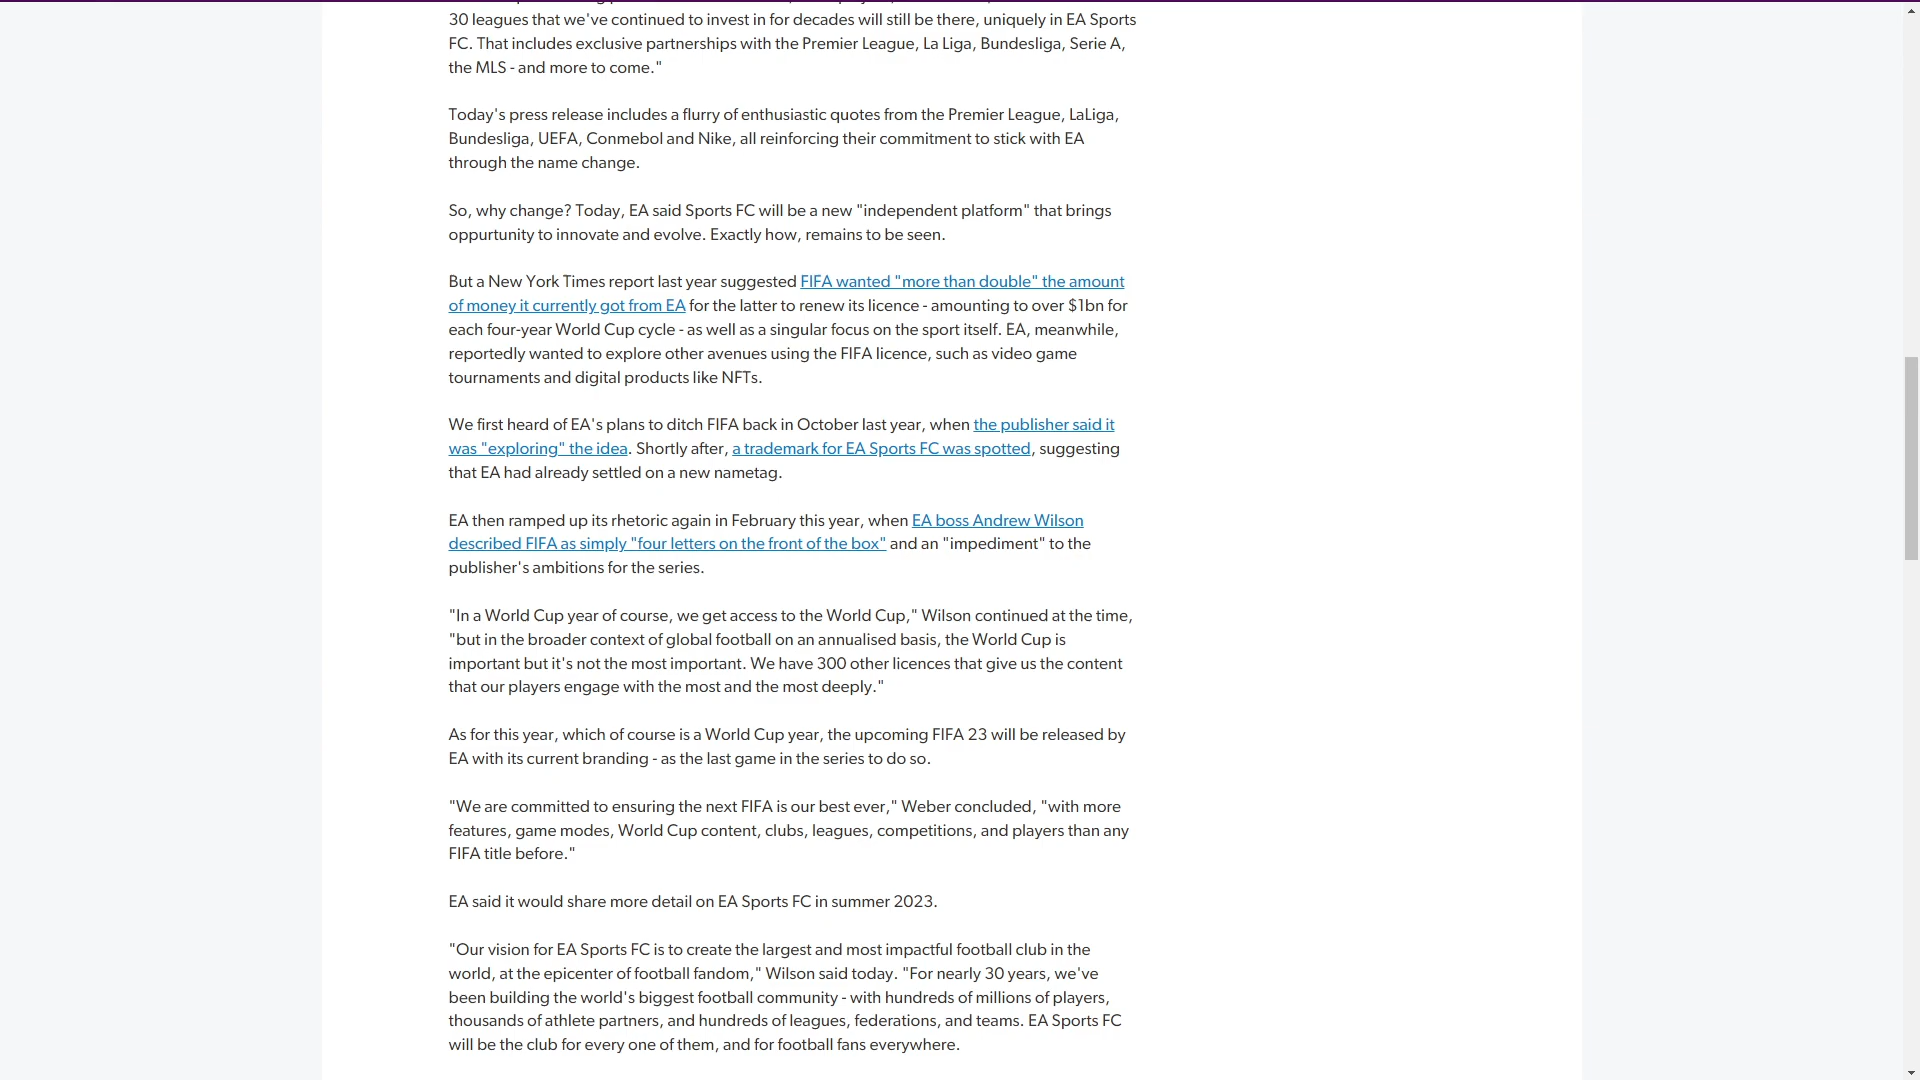 30 leagues that we've continued to invest in for decades will still be there, uniquely in EA Sports
FC. That includes exclusive partnerships with the Premier League, La Liga, Bundesliga, Serie A,
the MLS - and more to come."
Today's press release includes a flurry of enthusiastic quotes from the Premier League, LaLiga,
Bundesliga, UEFA, Conmebol and Nike, all reinforcing their commitment to stick with EA
through the name change.
So, why change? Today, EA said Sports FC will be a new "independent platform" that brings
oppurtunity to innovate and evolve. Exactly how, remains to be seen.
But a New York Times report last year suggested FIFA wanted "more than double" the amount
of money it currently got from EA for the latter to renew its licence - amounting to over $1bn for
each four-year World Cup cycle - as well as a singular focus on the sport itself. EA, meanwhile,
reportedly wanted to explore other avenues using the FIFA licence, such as video game
tournaments and digital products like NFTs.
We first heard of EA's plans to ditch FIFA back in October last year, when the publisher said it
was "exploring" the idea. Shortly after, a trademark for EA Sports FC was spotted, suggesting
that EA had already settled on a new nametag.
EA then ramped up its rhetoric again in February this year, when EA boss Andrew Wilson
described FIFA as simply "four letters on the front of the box" and an "impediment" to the
publisher's ambitions for the series.
"In a World Cup year of course, we get access to the World Cup," Wilson continued at the time,
"but in the broader context of global football on an annualised basis, the World Cup is
important but it's not the most important. We have 300 other licences that give us the content
that our players engage with the most and the most deeply."
As for this year, which of course is a World Cup year, the upcoming FIFA 23 will be released by
EA with its current branding - as the last game in the series to do so.
"We are committed to ensuring the next FIFA is our best ever," Weber concluded, "with more
features, game modes, World Cup content, clubs, leagues, competitions, and players than any
FIFA title before."
EA said it would share more detail on EA Sports FC in summer 2023.
"Our vision for EA Sports FC is to create the largest and most impactful football club in the
world, at the epicenter of football fandom," Wilson said today. "For nearly 30 years, we've
been building the world's biggest football community - with hundreds of millions of players,
thousands of athlete partners, and hundreds of leagues, federations, and teams. EA Sports FC
will be the club for every one of them, and for football fans everywhere.